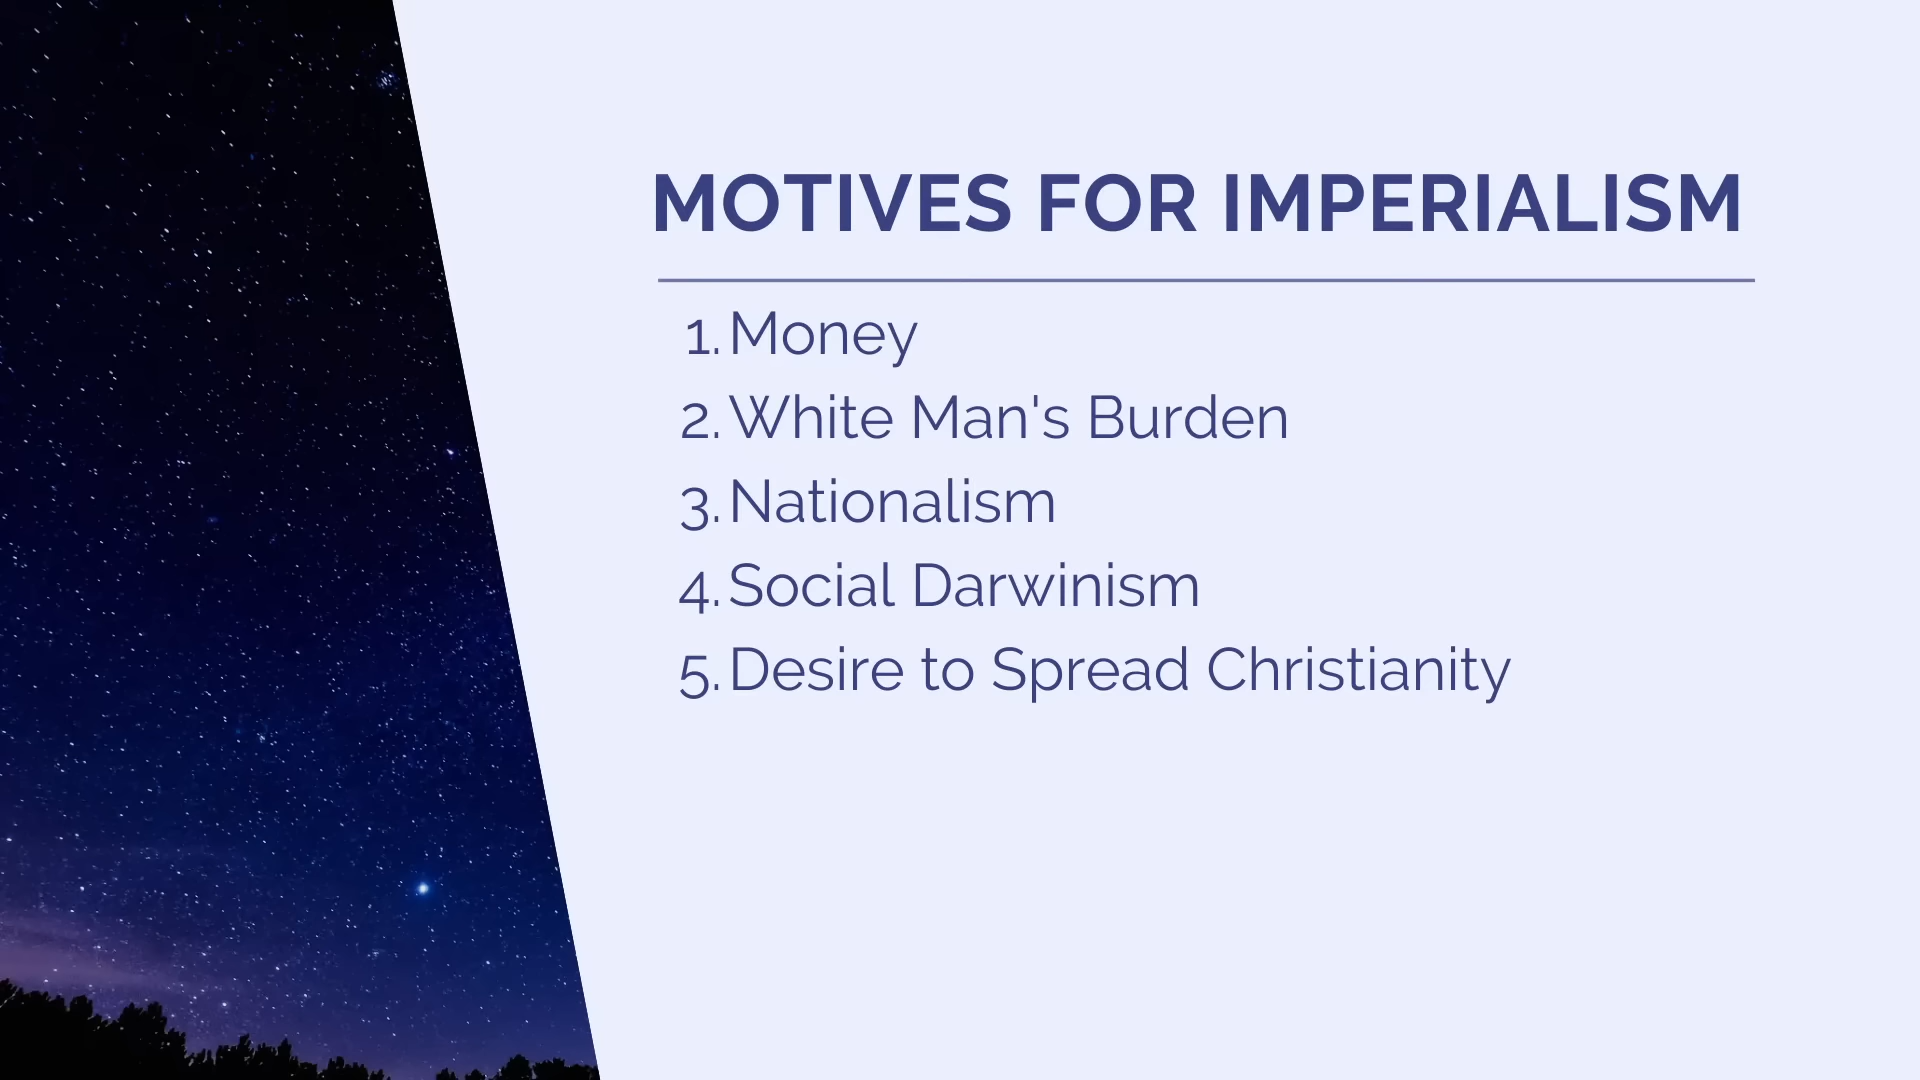 MOTIVES FOR IMPERIALISM
1. Money
2. White Man's Burden
3. Nationalism
4. Social Darwinism
5. Desire to Spread Christianity